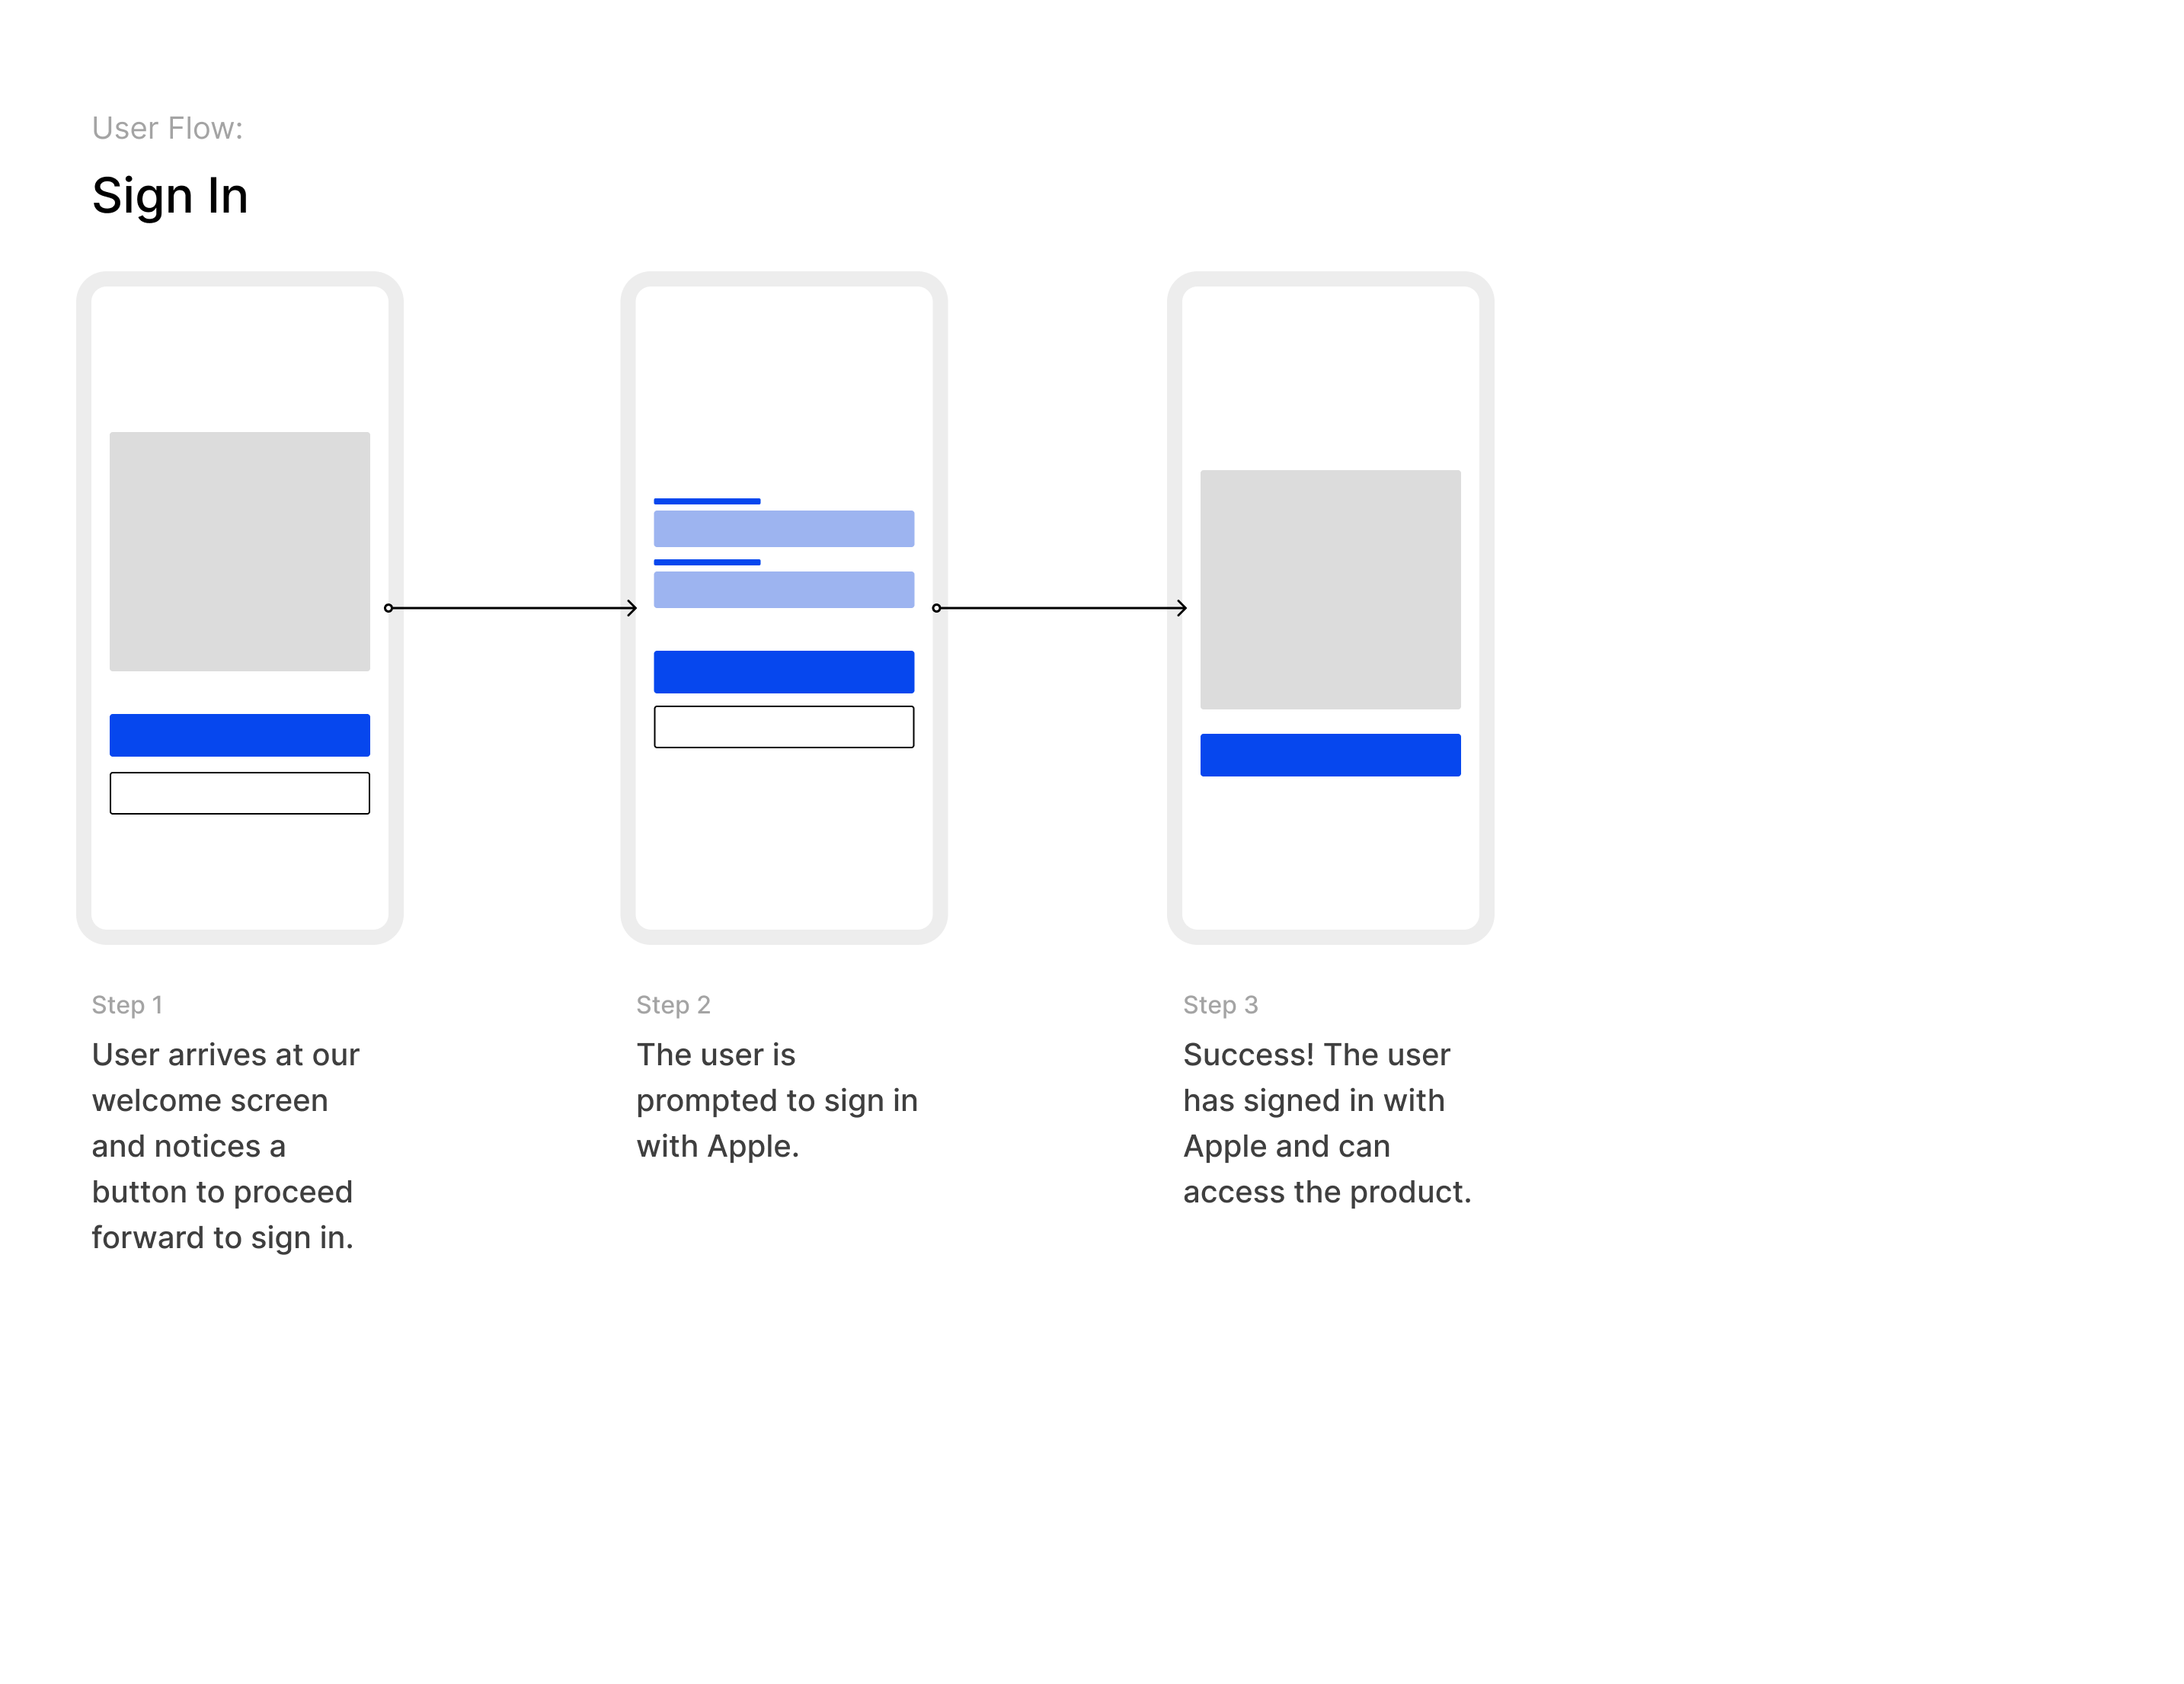 User Flow:
Sign In
Step 1
User arrives at our
welcome screen
and notices a
button to proceed
forward to sign in.
Step 2
The user is
prompted to sign in
with Apple.
Step 3
Success! The user
has signed in with
Apple and can
access the product.